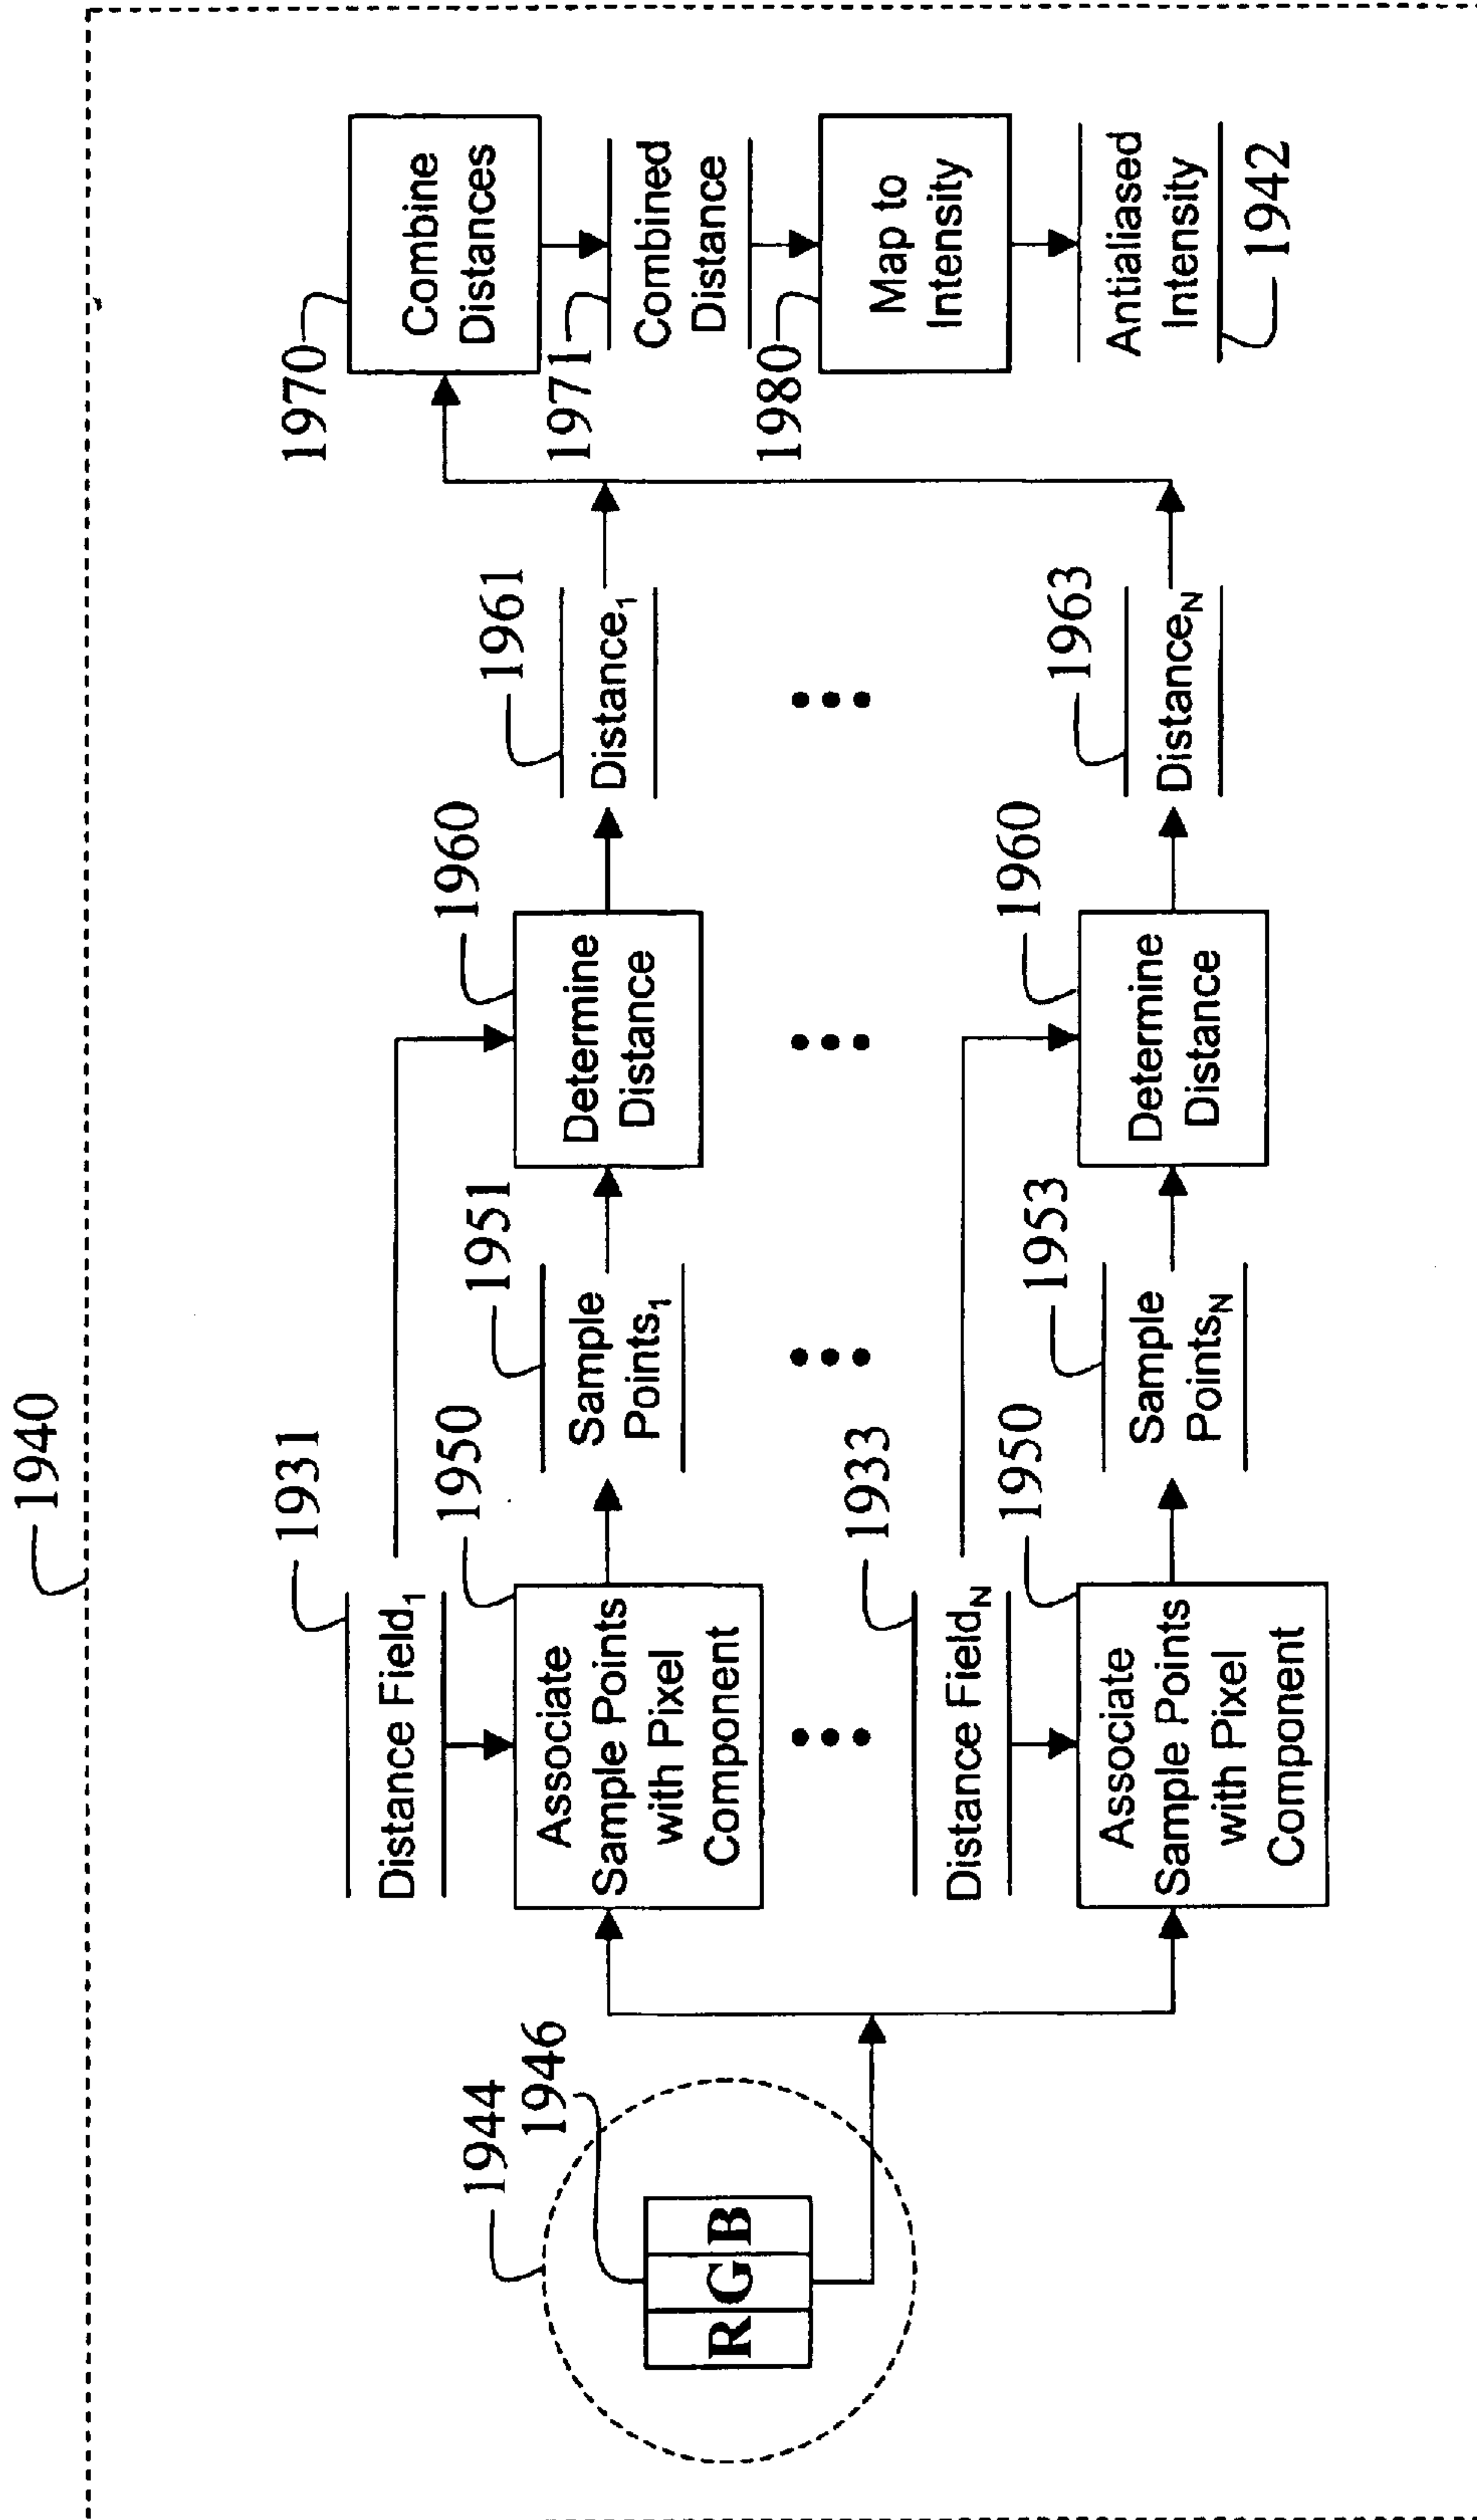 1940
1944
1946
R G B
1931
Distance Field1
1950
Associate
Sample Points
with Pixel
Component
1951
Sample
Points1
1960
Determine
Distance
1961
Distance1
1933
Distance FieldN
1950
Associate
Sample Points
with Pixel
Component
1953
Sample
PointsN
1960
Determine
Distance
1963
DistanceN
1970
Combine
Distances
1971
Combined
Distance
1980
Map to
Intensity
Antialiased
Intensity
1942